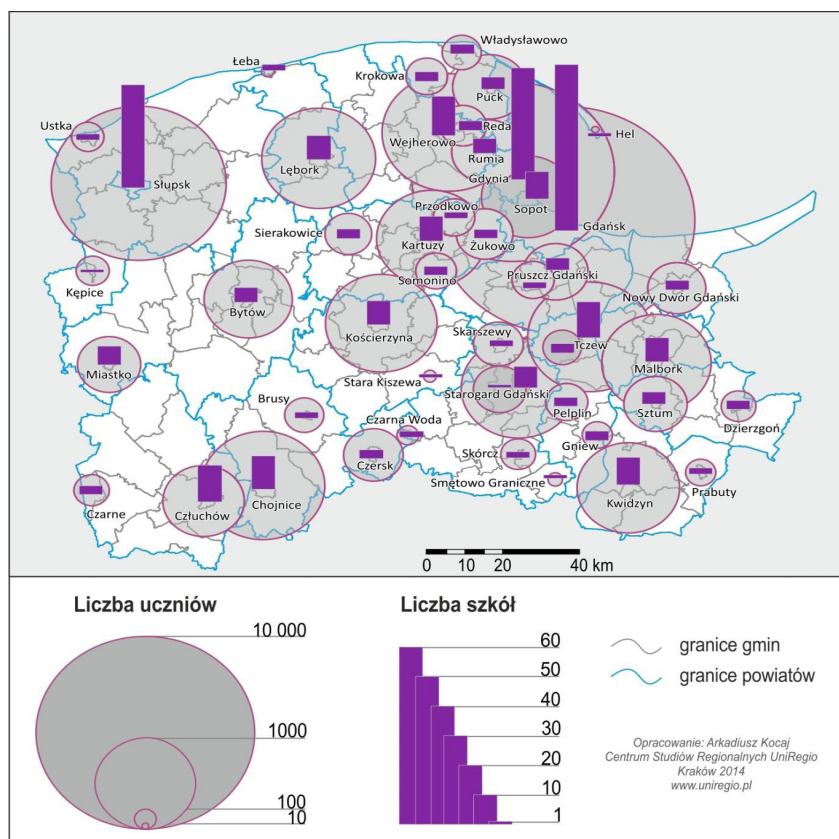 Władysławowo
Łeba
Krokowa
Puck
Ustka
Reda
Hel
Wejherowo
Rumia
Lębork
Słupsk
Gdynia
Przodkowo
Sopot
Sierakowice
Kartuzy
Żukowo
Gdańsk
Somonino
Pruszcz Gdański
Kępice
Nowy Dwór Gdański
Bytów
Kościerzyna
Skarszewy
Tczew
Miastko
Malbork
Stara Kiszewa
Starogard Gdański
Brusy
Czarna Woda
Pelplin
Sztum
Dzierzgoń
Skórcz
Gniew
Czersk
Smętowo Graniczne
Prabuty
Czarne
Człuchów
Chojnice
Kwidzyn
0 10 20 40 km
Liczba uczniów
10 000
1000
100
10
Liczba szkół
60
50
40
30
20
10
1
granice gmin
granice powiatów
Opracowanie: Arkadiusz Kocaj
Centrum Studiów Regionalnych UniRegio
Kraków 2014
www.uniregio.pl